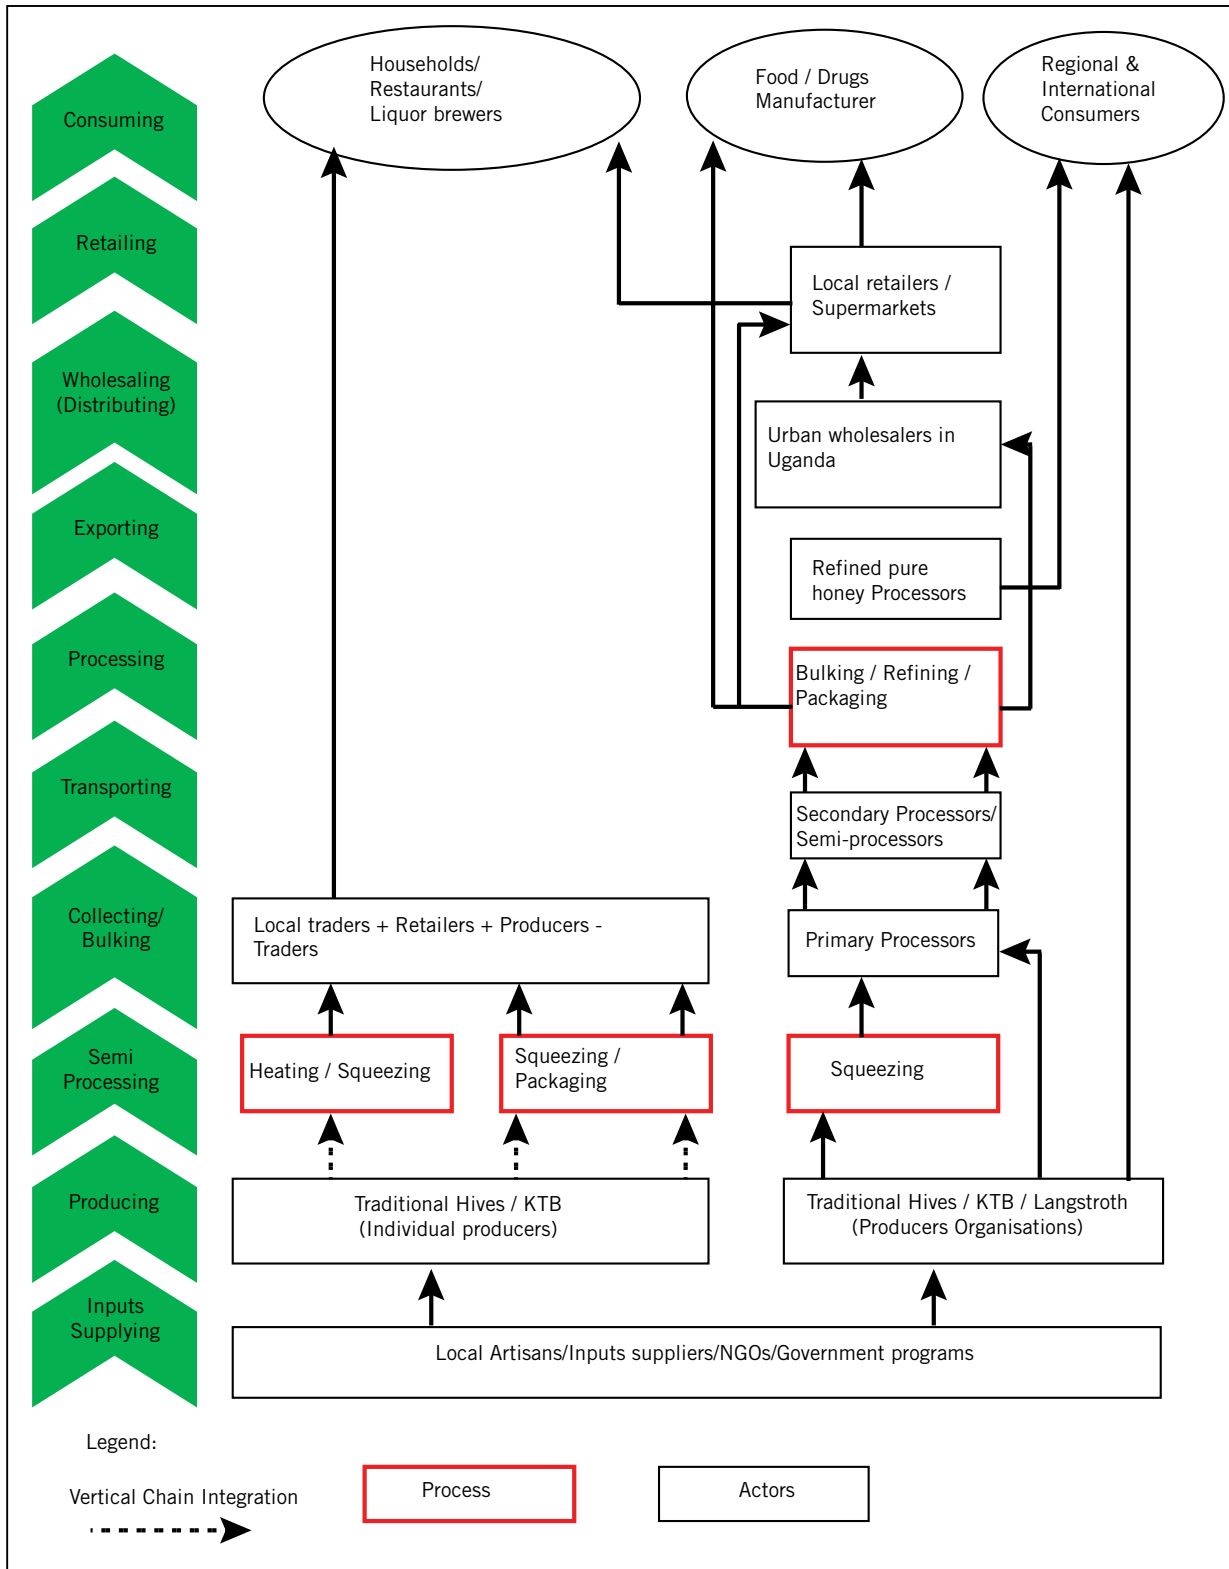 Consuming
Retailing
Wholesaling
(Distributing)
Exporting
Processing
Transporting
Collecting/
Bulking
Semi
Processing
Producing
Inputs
Supplying
Households/
Restaurants/
Liquor brewers
Food / Drugs
Manufacturer
Regional &
International
Consumers
Local retailers /
Supermarkets
Urban wholesalers in
Uganda
Refined pure
honey Processors
Bulking / Refining /
Packaging
Secondary Processors/
Semi-processors
Local traders + Retailers + Producers -
Traders
Primary Processors
Heating / Squeezing
Squeezing /
Packaging
Squeezing
Traditional Hives / KTB
(Individual producers)
Traditional Hives / KTB / Langstroth
(Producers Organisations)
Local Artisans/Inputs suppliers/NGOs/Government programs
Legend:
Vertical Chain Integration
Process
Actors